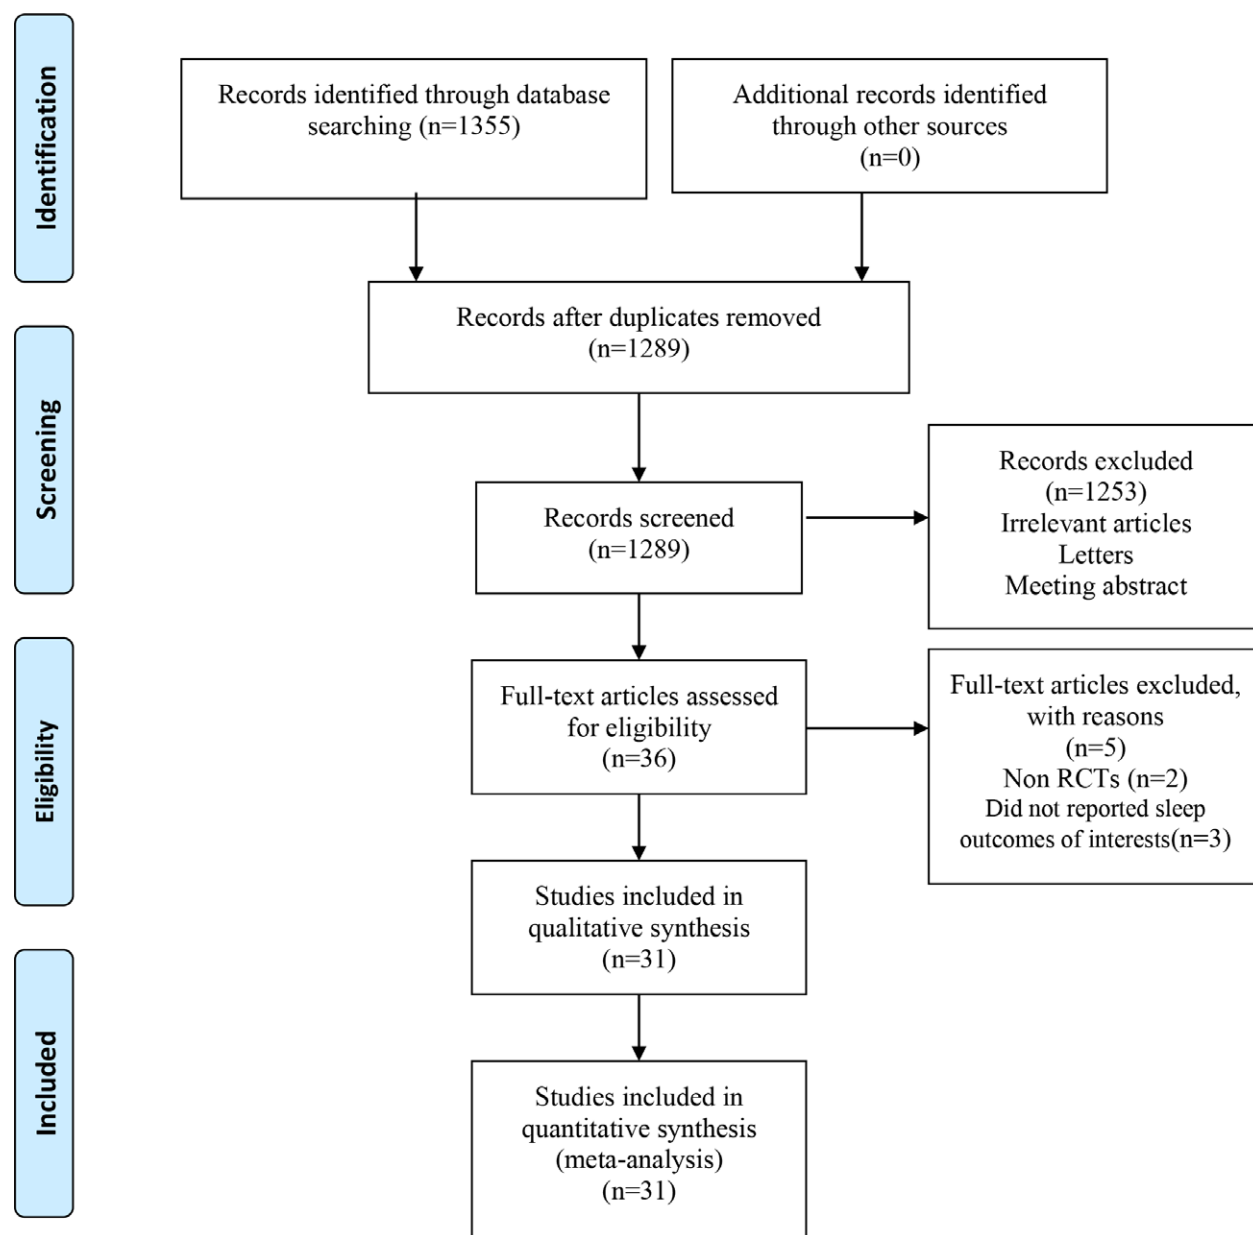 Identification
Records identified through database
searching (n=1355)
Additional records identified
through other sources
(n=0)
Records after duplicates removed
(n=1289)
Screening
Records screened
(n=1289)
Records excluded
(n=1253)
Irrelevant articles
Letters
Meeting abstract
Eligibility
Full-text articles assessed
for eligibility
(n=36)
Full-text articles excluded,
with reasons
(n=5)
Non RCTs (n=2)
Did not reported sleep
outcomes of interests(n=3)
Studies included in
qualitative synthesis
(n=31)
Included
Studies included in
quantitative synthesis
(meta-analysis)
(n=31)